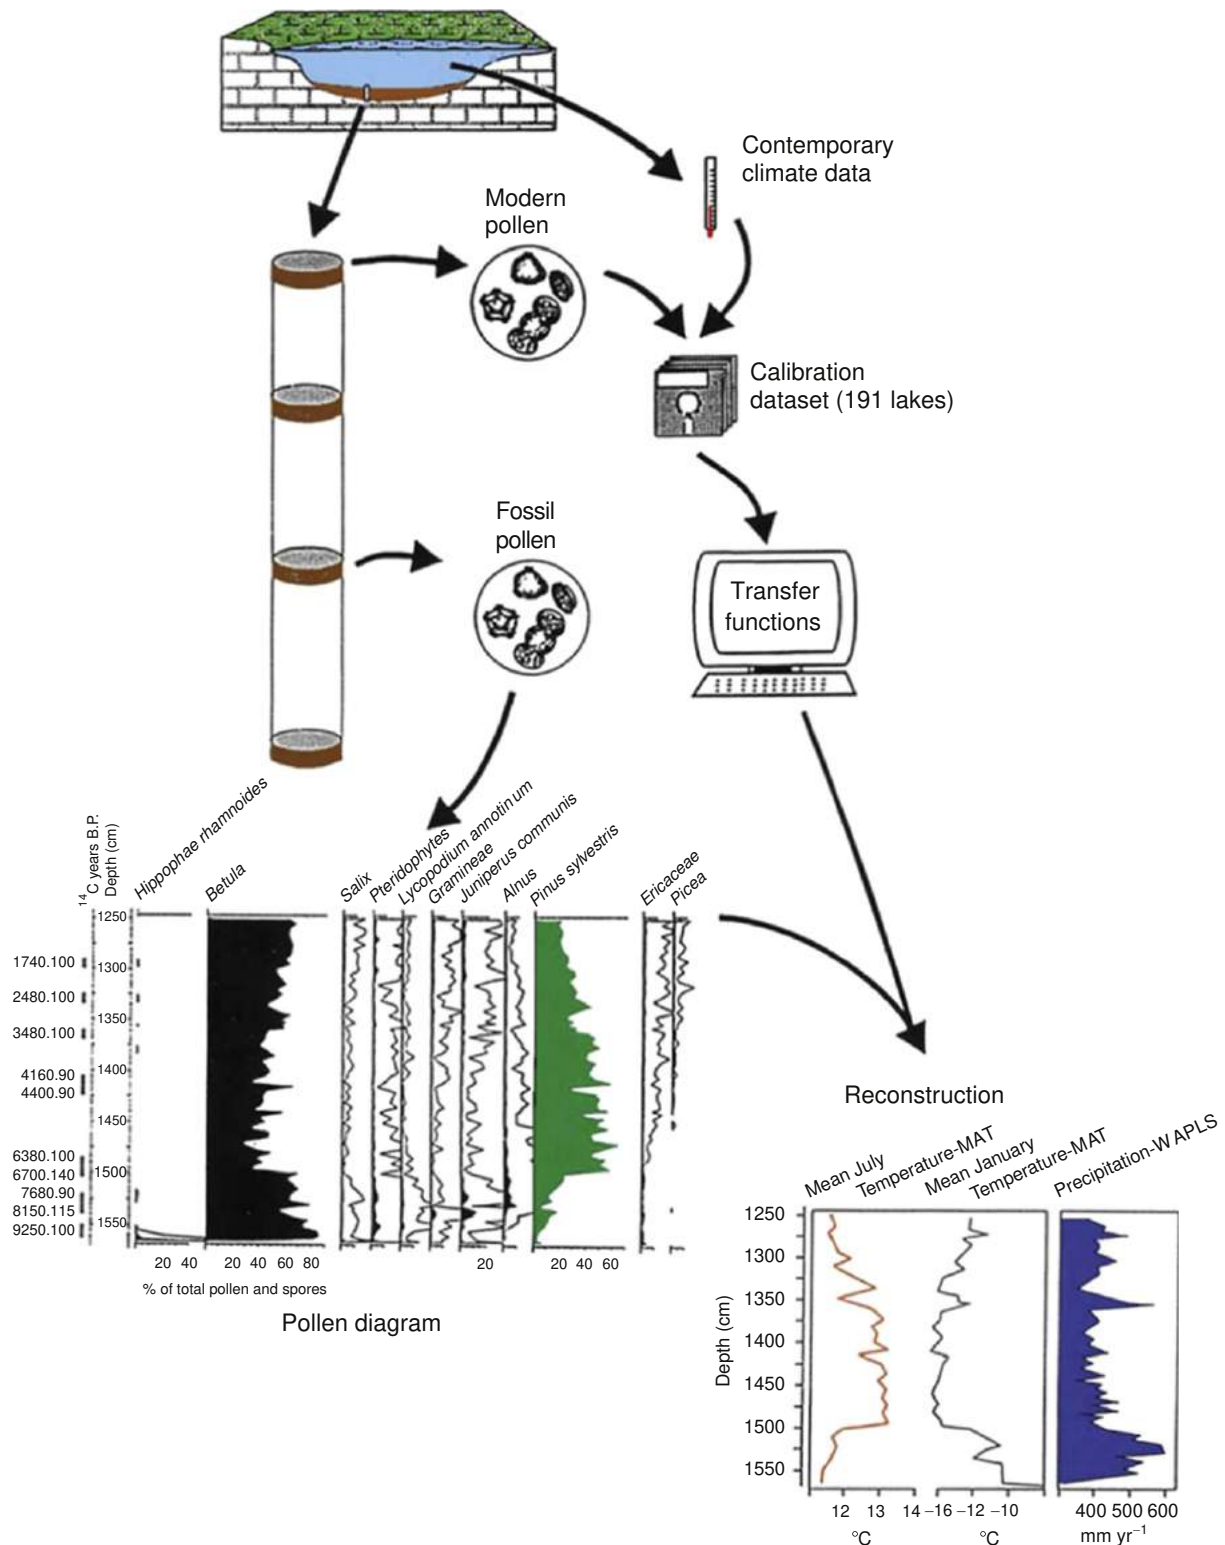 Contemporary
climate data
Modern
pollen
Calibration
dataset (191 lakes)
Fossil
pollen
Transfer
functions
14C years B.P.
Depth (cm)
Hippophae rhamnoides
Betula
Salix
Pteridophytes
Lycopodium annotinum
Gramineae
Juniperus communis
Alnus
Pinus sylvestris
Ericaceae
Picea
1250
1740.100
1300
2480.100
1350
3480.100
1400
4160.90
4400.90
1450
6380.100
6700.140
1500
7680.90
8150.115
1550
9250.100
20 40 20 40 60 80 20 20 40 60
% of total pollen and spores
Pollen diagram
Reconstruction
Mean July
Temperature-MAT
Mean January
Temperature-MAT
Precipitation-W APLS
Depth (cm)
1250
1300
1350
1400
1450
1500
1550
12 13 14 –16 –12 –10 400 500 600
°C °C mm yr−1